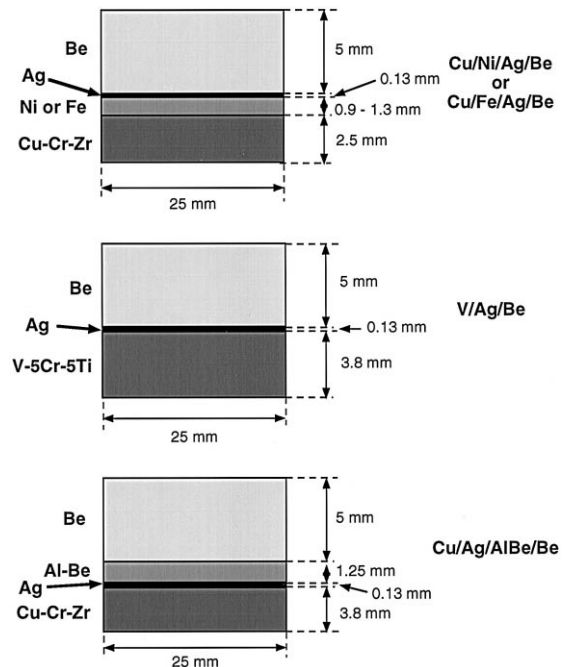 Be
5 mm
Ag
0.13 mm
Cu/Ni/Ag/Be
or
Cu/Fe/Ag/Be
Ni or Fe
0.9 - 1.3 mm
Cu-Cr-Zr
2.5 mm
25 mm
Be
5 mm
Ag
0.13 mm
V/Ag/Be
V-5Cr-5Ti
3.8 mm
25 mm
Be
5 mm
Cu/Ag/AlBe/Be
Al-Be
1.25 mm
Ag
0.13 mm
Cu-Cr-Zr
3.8 mm
25 mm